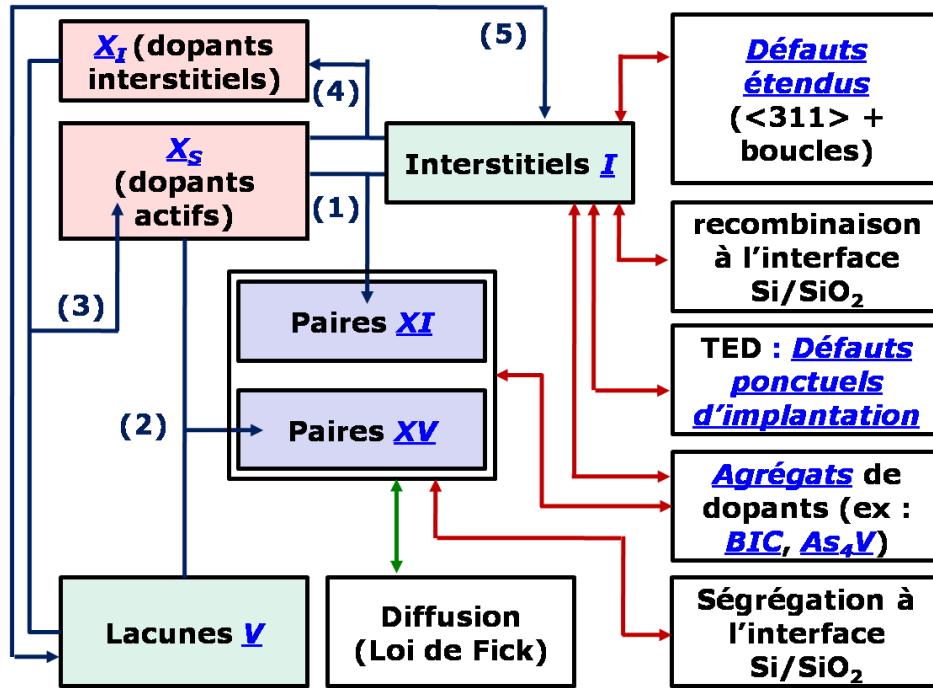 X_I (dopants
interstitiels)
(5)
(4)
X_S
(dopants
actifs)
(1)
Interstitiels I
Défauts
étendus
(<311> +
boucles)
recombinaison
à l'interface
Si/SiO₂
(3)
Paires XI
TED : Défauts
ponctuels
d'implantation
(2)
Paires XV
Agrégats de
dopants (ex :
BIC, As₄V)
Lacunes V
Diffusion
(Loi de Fick)
Ségrégation à
l'interface
Si/SiO₂